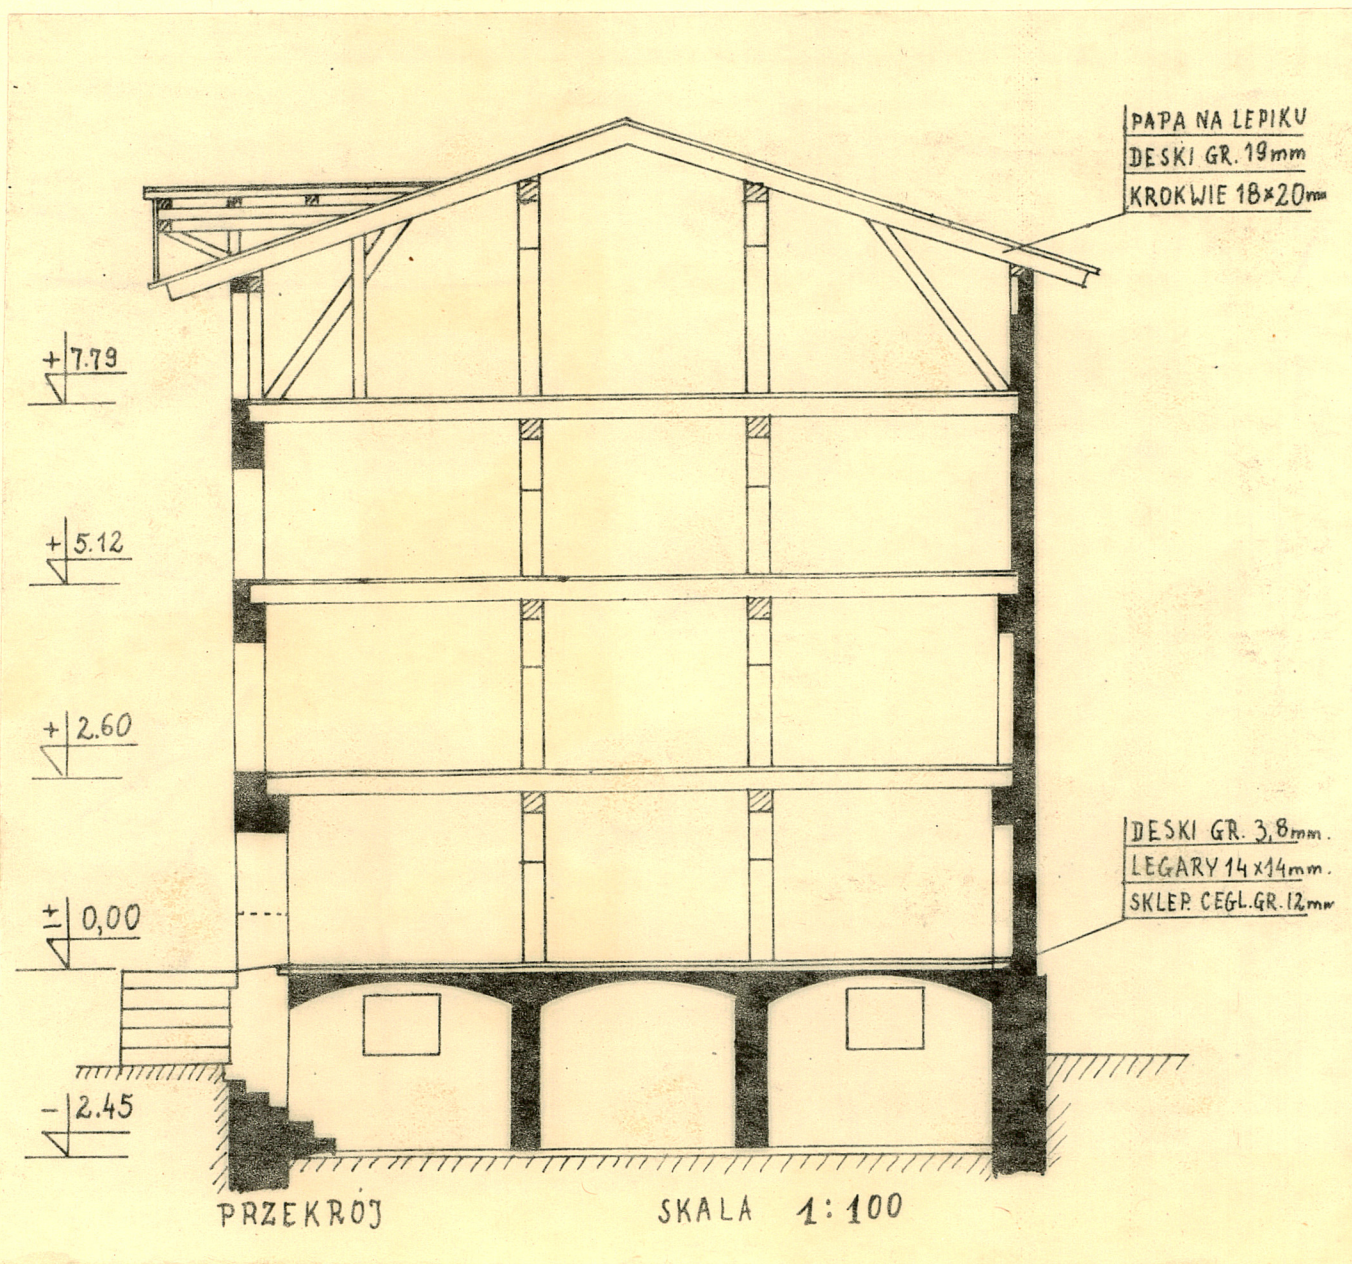 PAPA NA LEPIKU
DESKI GR. 19mm
KROKWIE 18×20mm
+7.79
+5.12
+2.60
DESKI GR. 3,8mm.
LEGARY 14×14mm.
SKLEP. CEGL.GR.12mm
±0,00
-2.45
PRZEKRÓJ
SKALA 1:100